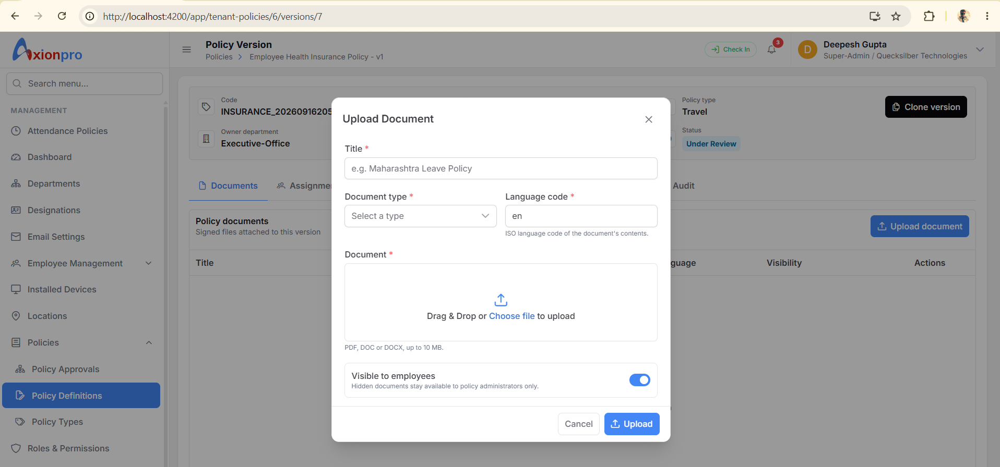 http://localhost:4200/app/tenant-policies/6/versions/7
Axionpro
Policy Version
Policies > Employee Health Insurance Policy - v1
Check In
3
D
Deepesh Gupta
Super-Admin / Quecksilber Technologies
Search menu...
MANAGEMENT
Attendance Policies
Dashboard
Departments
Designations
Email Settings
Employee Management
Installed Devices
Locations
Policies
Policy Approvals
Policy Definitions
Policy Types
Roles & Permissions
Code
INSURANCE_20260916205
Owner department
Executive-Office
Policy type
Travel
Status
Under Review
Clone version
Documents
Assignme
Audit
Policy documents
Signed files attached to this version
Upload document
Title
guage
Visibility
Actions
Upload Document
Title *
e.g. Maharashtra Leave Policy
Document type *
Language code *
Select a type
en
ISO language code of the document's contents.
Document *
Drag & Drop or Choose file to upload
PDF, DOC or DOCX, up to 10 MB.
Visible to employees
Hidden documents stay available to policy administrators only.
Cancel
Upload